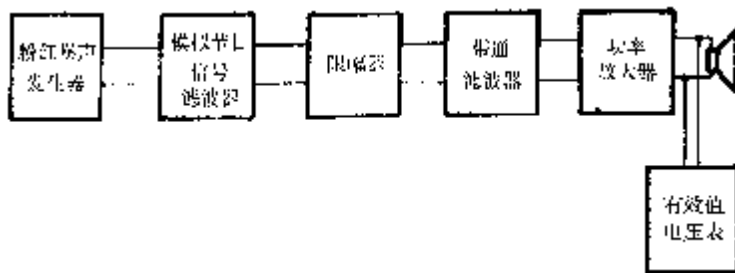 粉红噪声
发生器
模拟节目
信号
滤波器
限幅器
带通
滤波器
功率
放大器
有效值
电压表